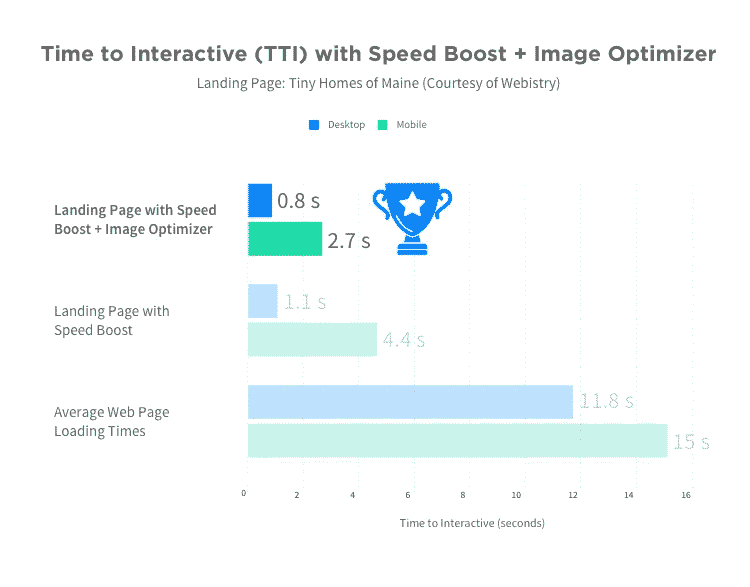 Time to Interactive (TTI) with Speed Boost + Image Optimizer
Landing Page: Tiny Homes of Maine (Courtesy of Webistry)
Desktop
Mobile
Landing Page with Speed
Boost + Image Optimizer
0.8 s
2.7 s
Landing Page with
Speed Boost
1.1 s
4.4 s
Average Web Page
Loading Times
11.8 s
15 s
0 2 4 6 8 10 12 14 16
Time to Interactive (seconds)